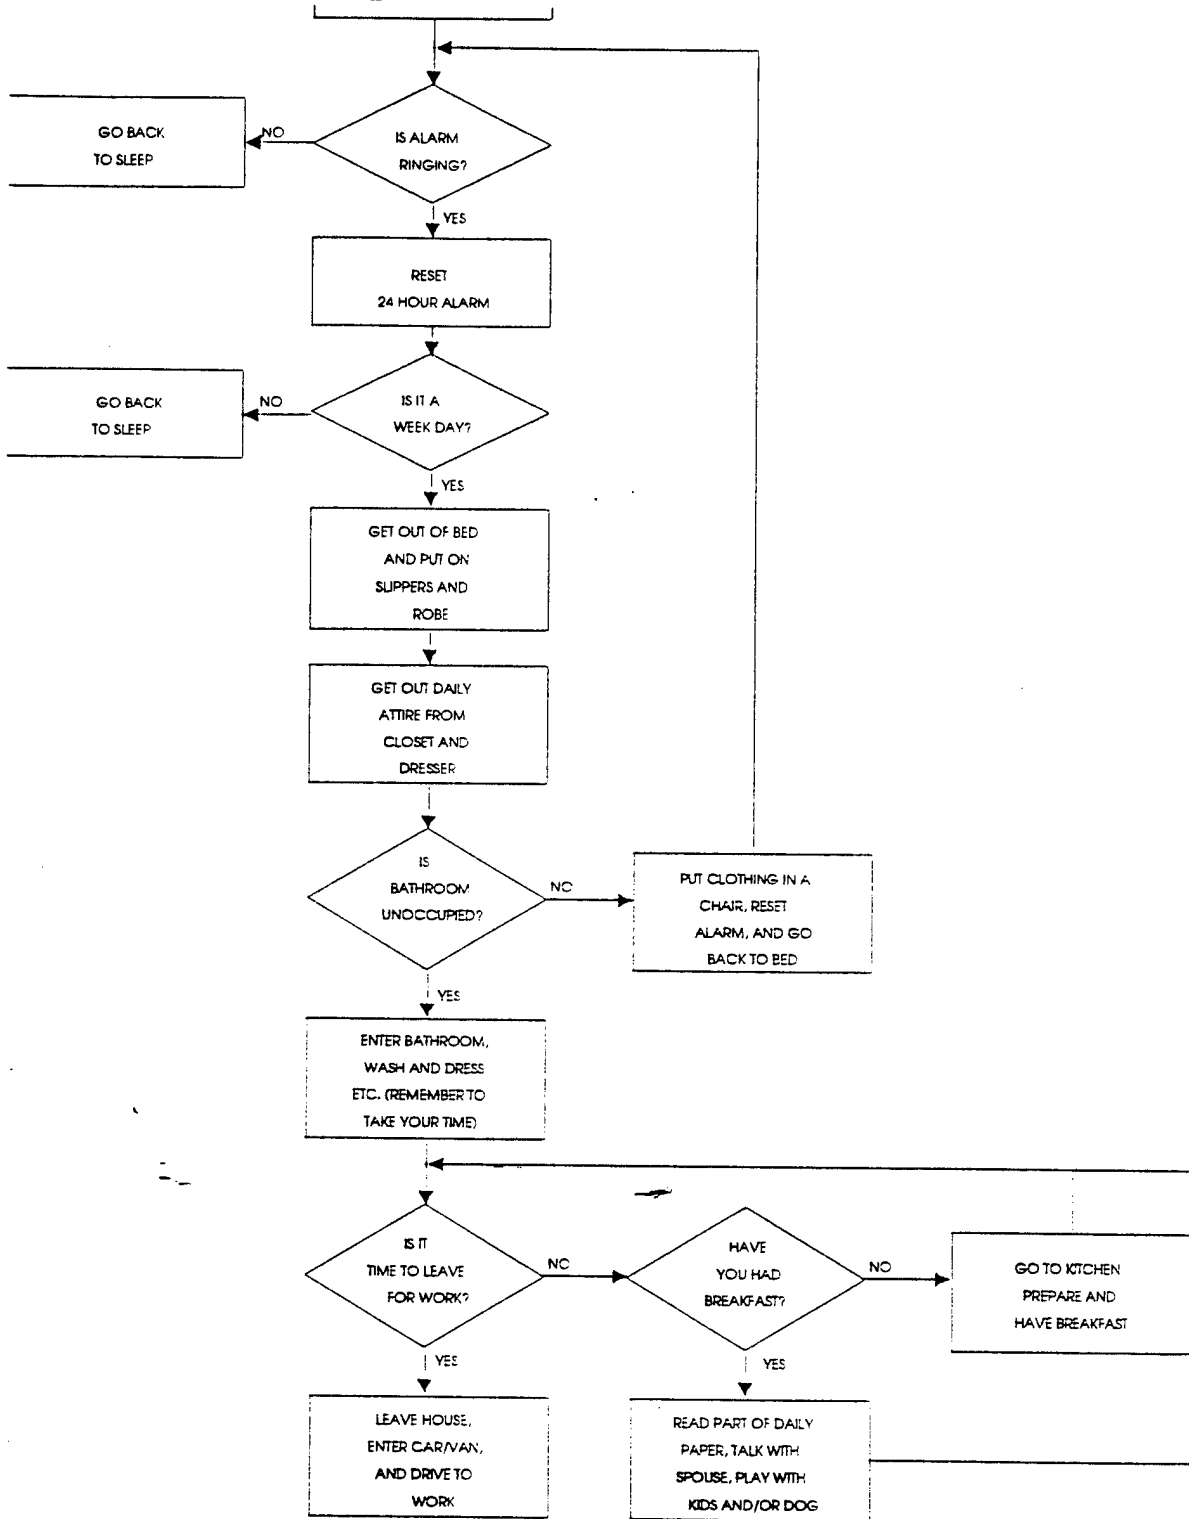 IS ALARM
RINGING?
NO
GO BACK
TO SLEEP
YES
RESET
24 HOUR ALARM
IS IT A
WEEK DAY?
NO
GO BACK
TO SLEEP
YES
GET OUT OF BED
AND PUT ON
SLIPPERS AND
ROBE
GET OUT DAILY
ATTIRE FROM
CLOSET AND
DRESSER
IS
BATHROOM
UNOCCUPIED?
NO
PUT CLOTHING IN A
CHAIR, RESET
ALARM, AND GO
BACK TO BED
YES
ENTER BATHROOM,
WASH AND DRESS
ETC. (REMEMBER TO
TAKE YOUR TIME)
IS IT
TIME TO LEAVE
FOR WORK?
NO
HAVE
YOU HAD
BREAKFAST?
NO
GO TO KITCHEN
PREPARE AND
HAVE BREAKFAST
YES
LEAVE HOUSE,
ENTER CAR/VAN,
AND DRIVE TO
WORK
YES
READ PART OF DAILY
PAPER, TALK WITH
SPOUSE, PLAY WITH
KIDS AND/OR DOG